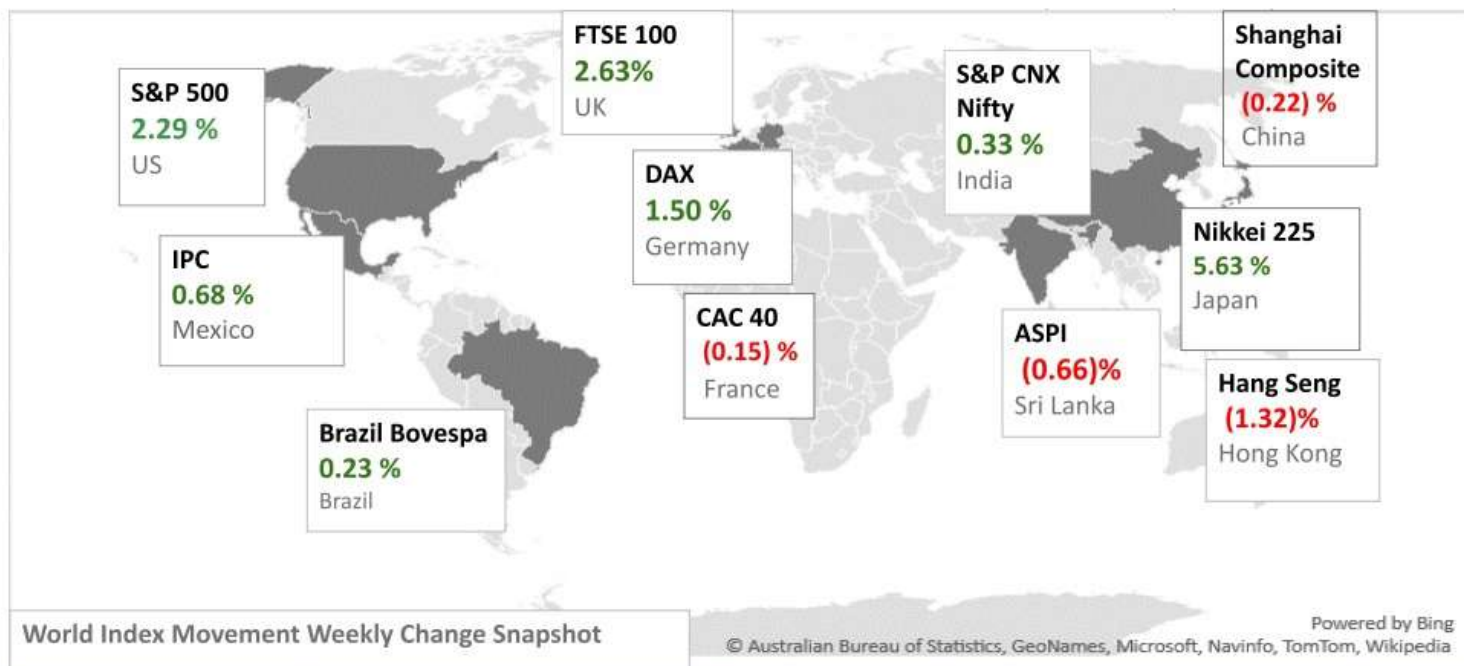 S&P 500
2.29 %
US
FTSE 100
2.63%
UK
S&P CNX
Nifty
0.33 %
India
Shanghai
Composite
(0.22) %
China
DAX
1.50 %
Germany
IPC
0.68 %
Mexico
Nikkei 225
5.63 %
Japan
CAC 40
(0.15) %
France
ASPI
(0.66)%
Sri Lanka
Hang Seng
(1.32)%
Hong Kong
Brazil Bovespa
0.23 %
Brazil
World Index Movement Weekly Change Snapshot
Powered by Bing
© Australian Bureau of Statistics, GeoNames, Microsoft, Navinfo, TomTom, Wikipedia